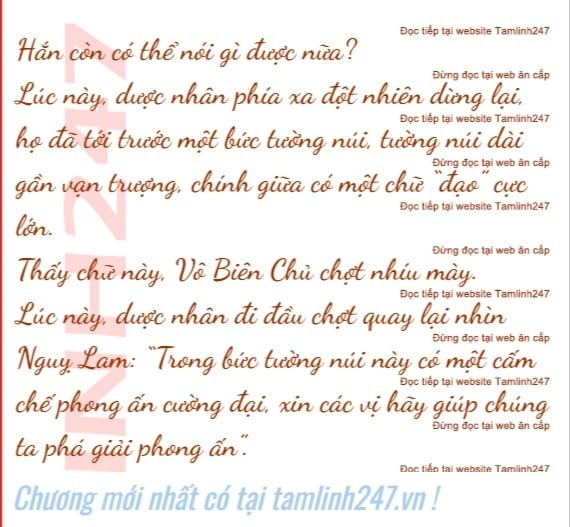 Đọc tiếp tại website Tamlinh247
Hắn còn có thể nói gì được nữa?
Đừng đọc tại web ăn cắp
Lúc này, dược nhân phía xa đột nhiên dừng lại,
Đọc tiếp tại website Tamlinh247
họ đã tới trước một bức tường núi, tường núi dài
Đừng đọc tại web ăn cắp
gần vạn trượng, chính giữa có một chữ "đạo" cực
Đọc tiếp tại website Tamlinh247
lớn.
Đừng đọc tại web ăn cắp
Thấy chữ này, Vô Biên Chủ chợt nhíu mày.
Đọc tiếp tại website Tamlinh247
Lúc này, dược nhân đi đầu chợt quay lại nhìn
Đừng đọc tại web ăn cắp
Nguỵ Lam: "Trong bức tường núi này có một cấm
Đọc tiếp tại website Tamlinh247
chế phong ấn cường đại, xin các vị hãy giúp chúng
Đừng đọc tại web ăn cắp
ta phá giải phong ấn".
Đọc tiếp tại website Tamlinh247
Chương mới nhất có tại tamlinh247.vn !
INH247